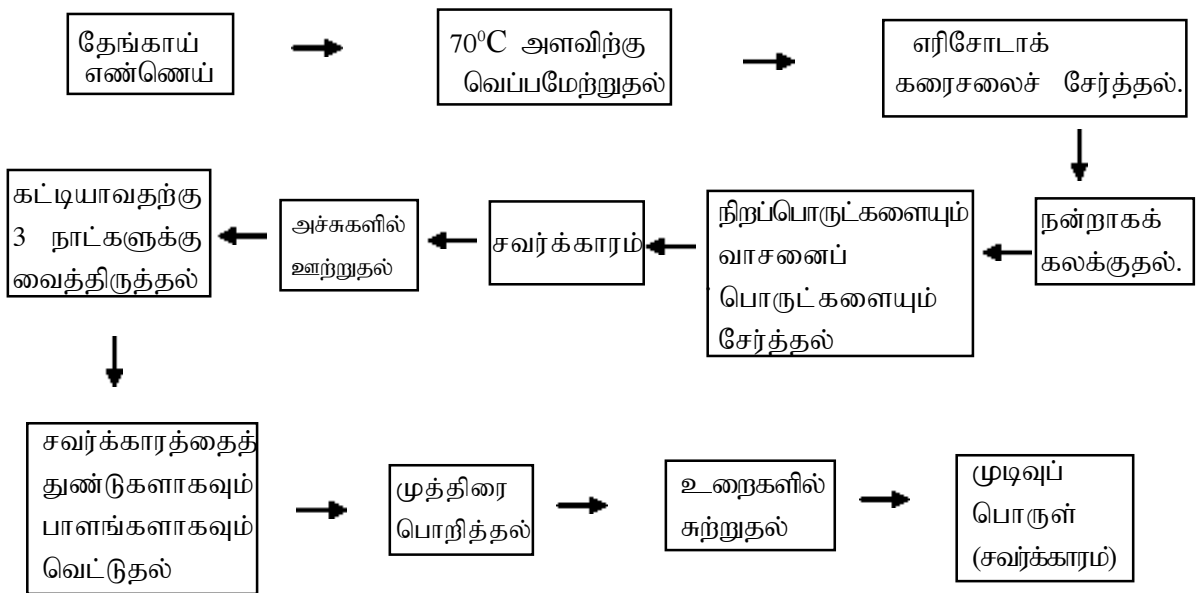 தேங்காய்
எண்ணெய்
70⁰C அளவிற்கு
வெப்பமேற்றுதல்
எரிசோடாக்
கரைசலைச் சேர்த்தல்.
நன்றாகக்
கலக்குதல்.
நிறப்பொருட்களையும்
வாசனைப்
பொருட்களையும்
சேர்த்தல்
சவர்க்காரம்
அச்சுகளில்
ஊற்றுதல்
கட்டியாவதற்கு
3 நாட்களுக்கு
வைத்திருத்தல்
சவர்க்காரத்தைத்
துண்டுகளாகவும்
பாளங்களாகவும்
வெட்டுதல்
முத்திரை
பொறித்தல்
உறைகளில்
சுற்றுதல்
முடிவுப்
பொருள்
(சவர்க்காரம்)